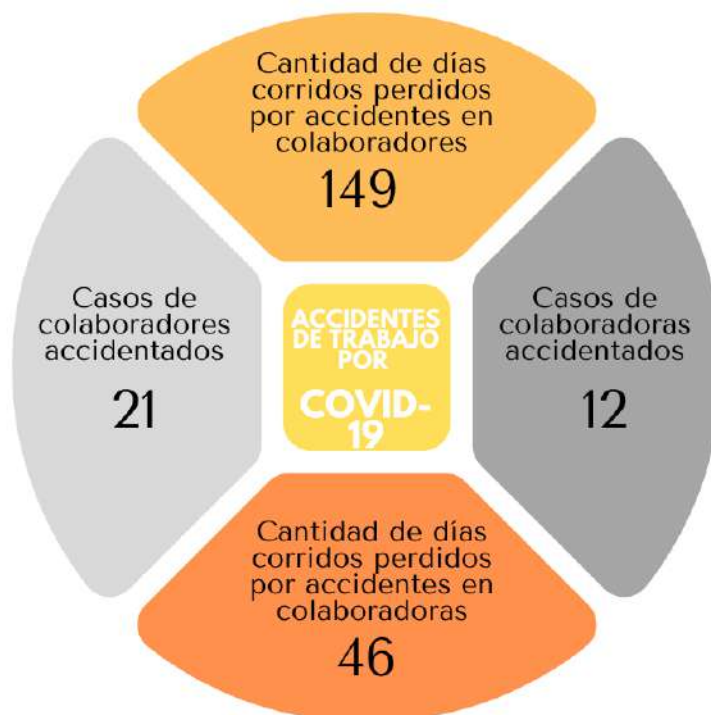 Cantidad de días
corridos perdidos
por accidentes en
colaboradores
149
Casos de
colaboradores
accidentados
21
ACCIDENTES
DE TRABAJO
POR
COVID-
19
Casos de
colaboradoras
accidentados
12
Cantidad de días
corridos perdidos
por accidentes en
colaboradoras
46